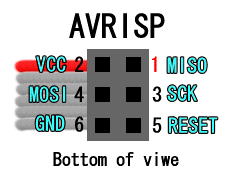 AVRISP
VCC 2 1 MISO
MOSI 4 3 SCK
GND 6 5 RESET
Bottom of viwe